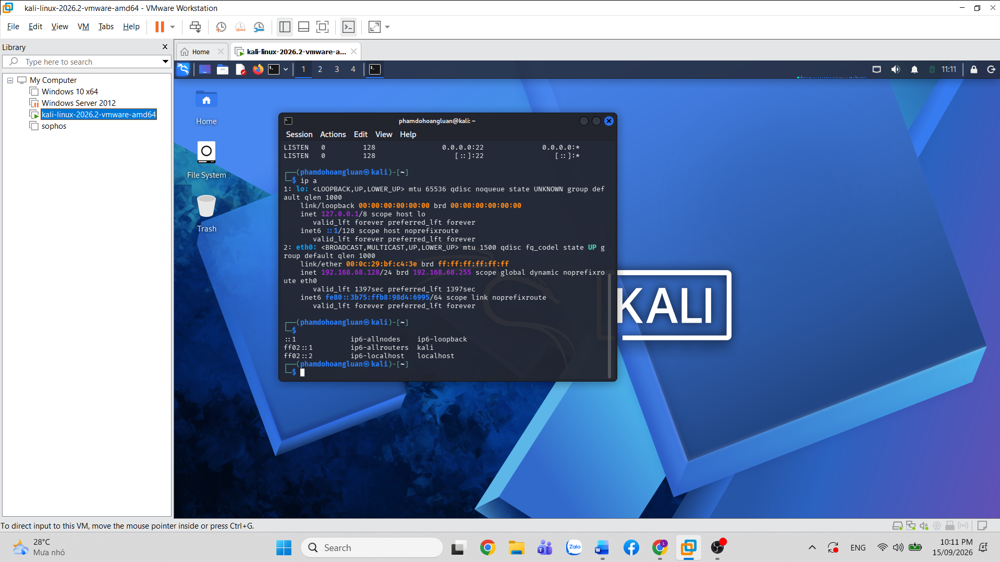 kali-linux-2026.2-vmware-amd64 - VMware Workstation
File Edit View VM Tabs Help
Library
Type here to search
My Computer
Windows 10 x64
Windows Server 2012
kali-linux-2026.2-vmware-amd64
sophos
Home
kali-linux-2026.2-vmware-a...
1 2 3 4
11:11
Home
File System
Trash
phamdohoangluan@kali: ~
Session Actions Edit View Help
LISTEN 0 128 0.0.0.0:22 0.0.0.0:*
LISTEN 0 128 [::]:22 [::]:*
┌──(phamdohoangluan㉿kali)-[~]
└─$ ip a
1: lo: <LOOPBACK,UP,LOWER_UP> mtu 65536 qdisc noqueue state UNKNOWN group def
ault qlen 1000
link/loopback 00:00:00:00:00:00 brd 00:00:00:00:00:00
inet 127.0.0.1/8 scope host lo
valid_lft forever preferred_lft forever
inet6 ::1/128 scope host noprefixroute
valid_lft forever preferred_lft forever
2: eth0: <BROADCAST,MULTICAST,UP,LOWER_UP> mtu 1500 qdisc fq_codel state UP g
roup default qlen 1000
link/ether 00:0c:29:bf:c4:3e brd ff:ff:ff:ff:ff:ff
inet 192.168.68.128/24 brd 192.168.68.255 scope global dynamic noprefixro
ute eth0
valid_lft 1397sec preferred_lft 1397sec
inet6 fe80::3b75:ffb8:98d4:6995/64 scope link noprefixroute
valid_lft forever preferred_lft forever
┌──(phamdohoangluan㉿kali)-[~]
└─$
::1 ip6-allnodes ip6-loopback
ff02::1 ip6-allrouters kali
ff02::2 ip6-localhost localhost
┌──(phamdohoangluan㉿kali)-[~]
└─$
KALI
To direct input to this VM, move the mouse pointer inside or press Ctrl+G.
28°C
Mưa nhỏ
Search
Zalo
ENG
10:11 PM
15/09/2026